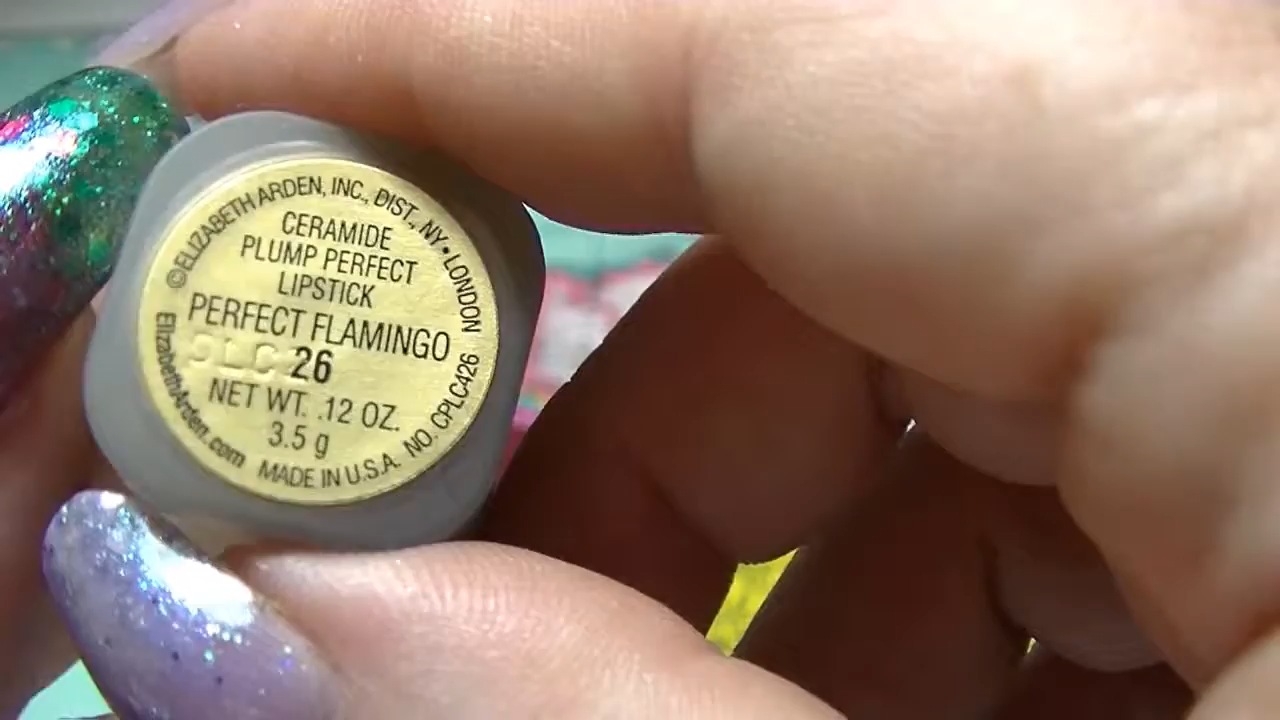 ©ELIZABETH ARDEN, INC., DIST., NY • LONDON
CERAMIDE
PLUMP PERFECT
LIPSTICK
PERFECT FLAMINGO
26
NET WT. .12 OZ.
3.5 g
ElizabethArden.com MADE IN U.S.A. NO. CPLC426